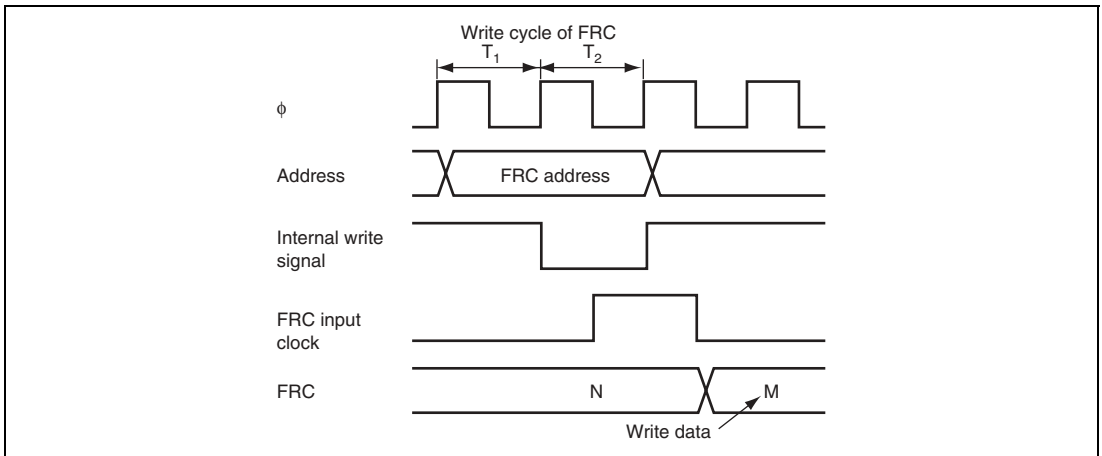 Write cycle of FRC
T₁ T₂
ϕ
Address
FRC address
Internal write
signal
FRC input
clock
FRC
N
M
Write data